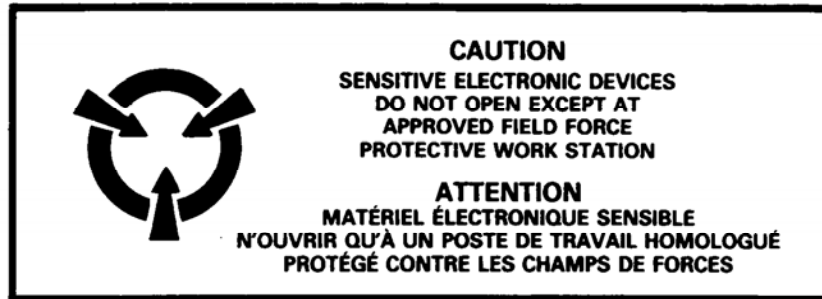 CAUTION
SENSITIVE ELECTRONIC DEVICES
DO NOT OPEN EXCEPT AT
APPROVED FIELD FORCE
PROTECTIVE WORK STATION
ATTENTION
MATÉRIEL ÉLECTRONIQUE SENSIBLE
N'OUVRIR QU'À UN POSTE DE TRAVAIL HOMOLOGUÉ
PROTÉGÉ CONTRE LES CHAMPS DE FORCES